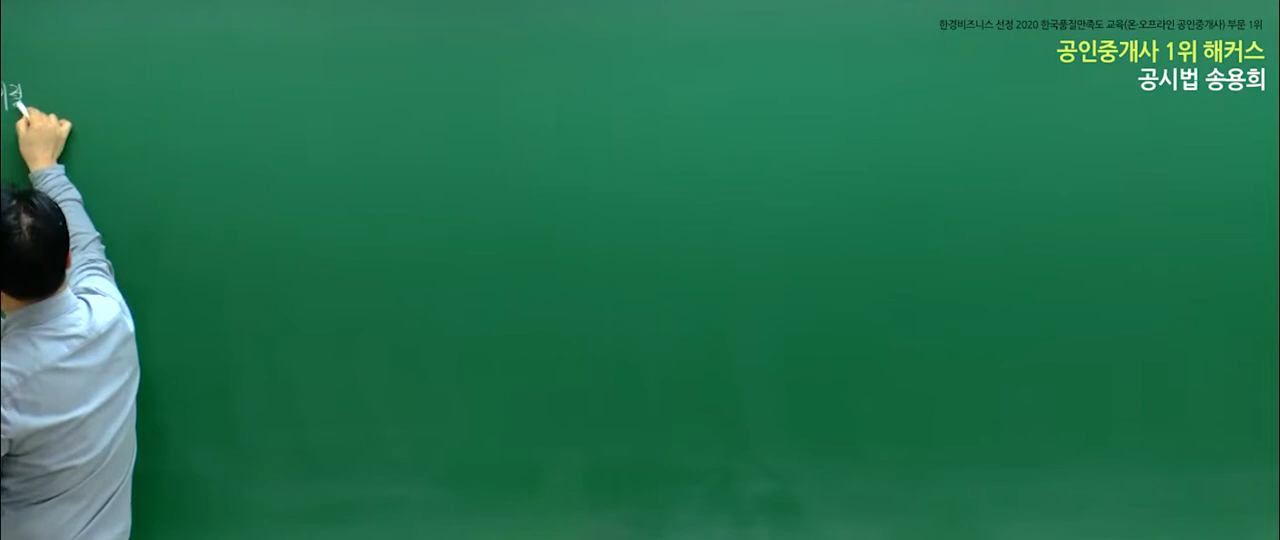 한경비즈니스 선정 2020 한국품질만족도 교육(온·오프라인 공인중개사) 부문 1위
공인중개사 1위 해커스
공시법 송용희